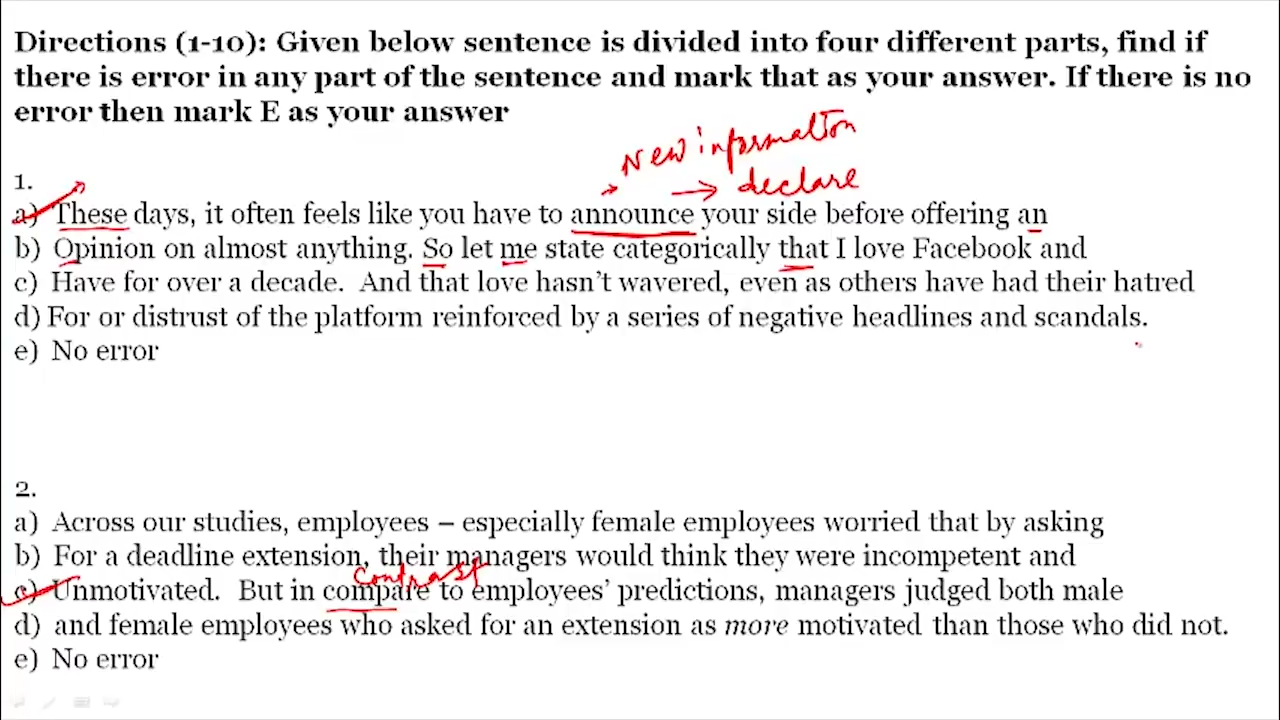 Directions (1-10): Given below sentence is divided into four different parts, find if
there is error in any part of the sentence and mark that as your answer. If there is no
error then mark E as your answer
New information
→ declare
1.
a) These days, it often feels like you have to announce your side before offering an
b) Opinion on almost anything. So let me state categorically that I love Facebook and
c) Have for over a decade. And that love hasn't wavered, even as others have had their hatred
d) For or distrust of the platform reinforced by a series of negative headlines and scandals.
e) No error
2.
a) Across our studies, employees – especially female employees worried that by asking
b) For a deadline extension, their managers would think they were incompetent and
contrast
c) Unmotivated. But in compare to employees' predictions, managers judged both male
d) and female employees who asked for an extension as more motivated than those who did not.
e) No error